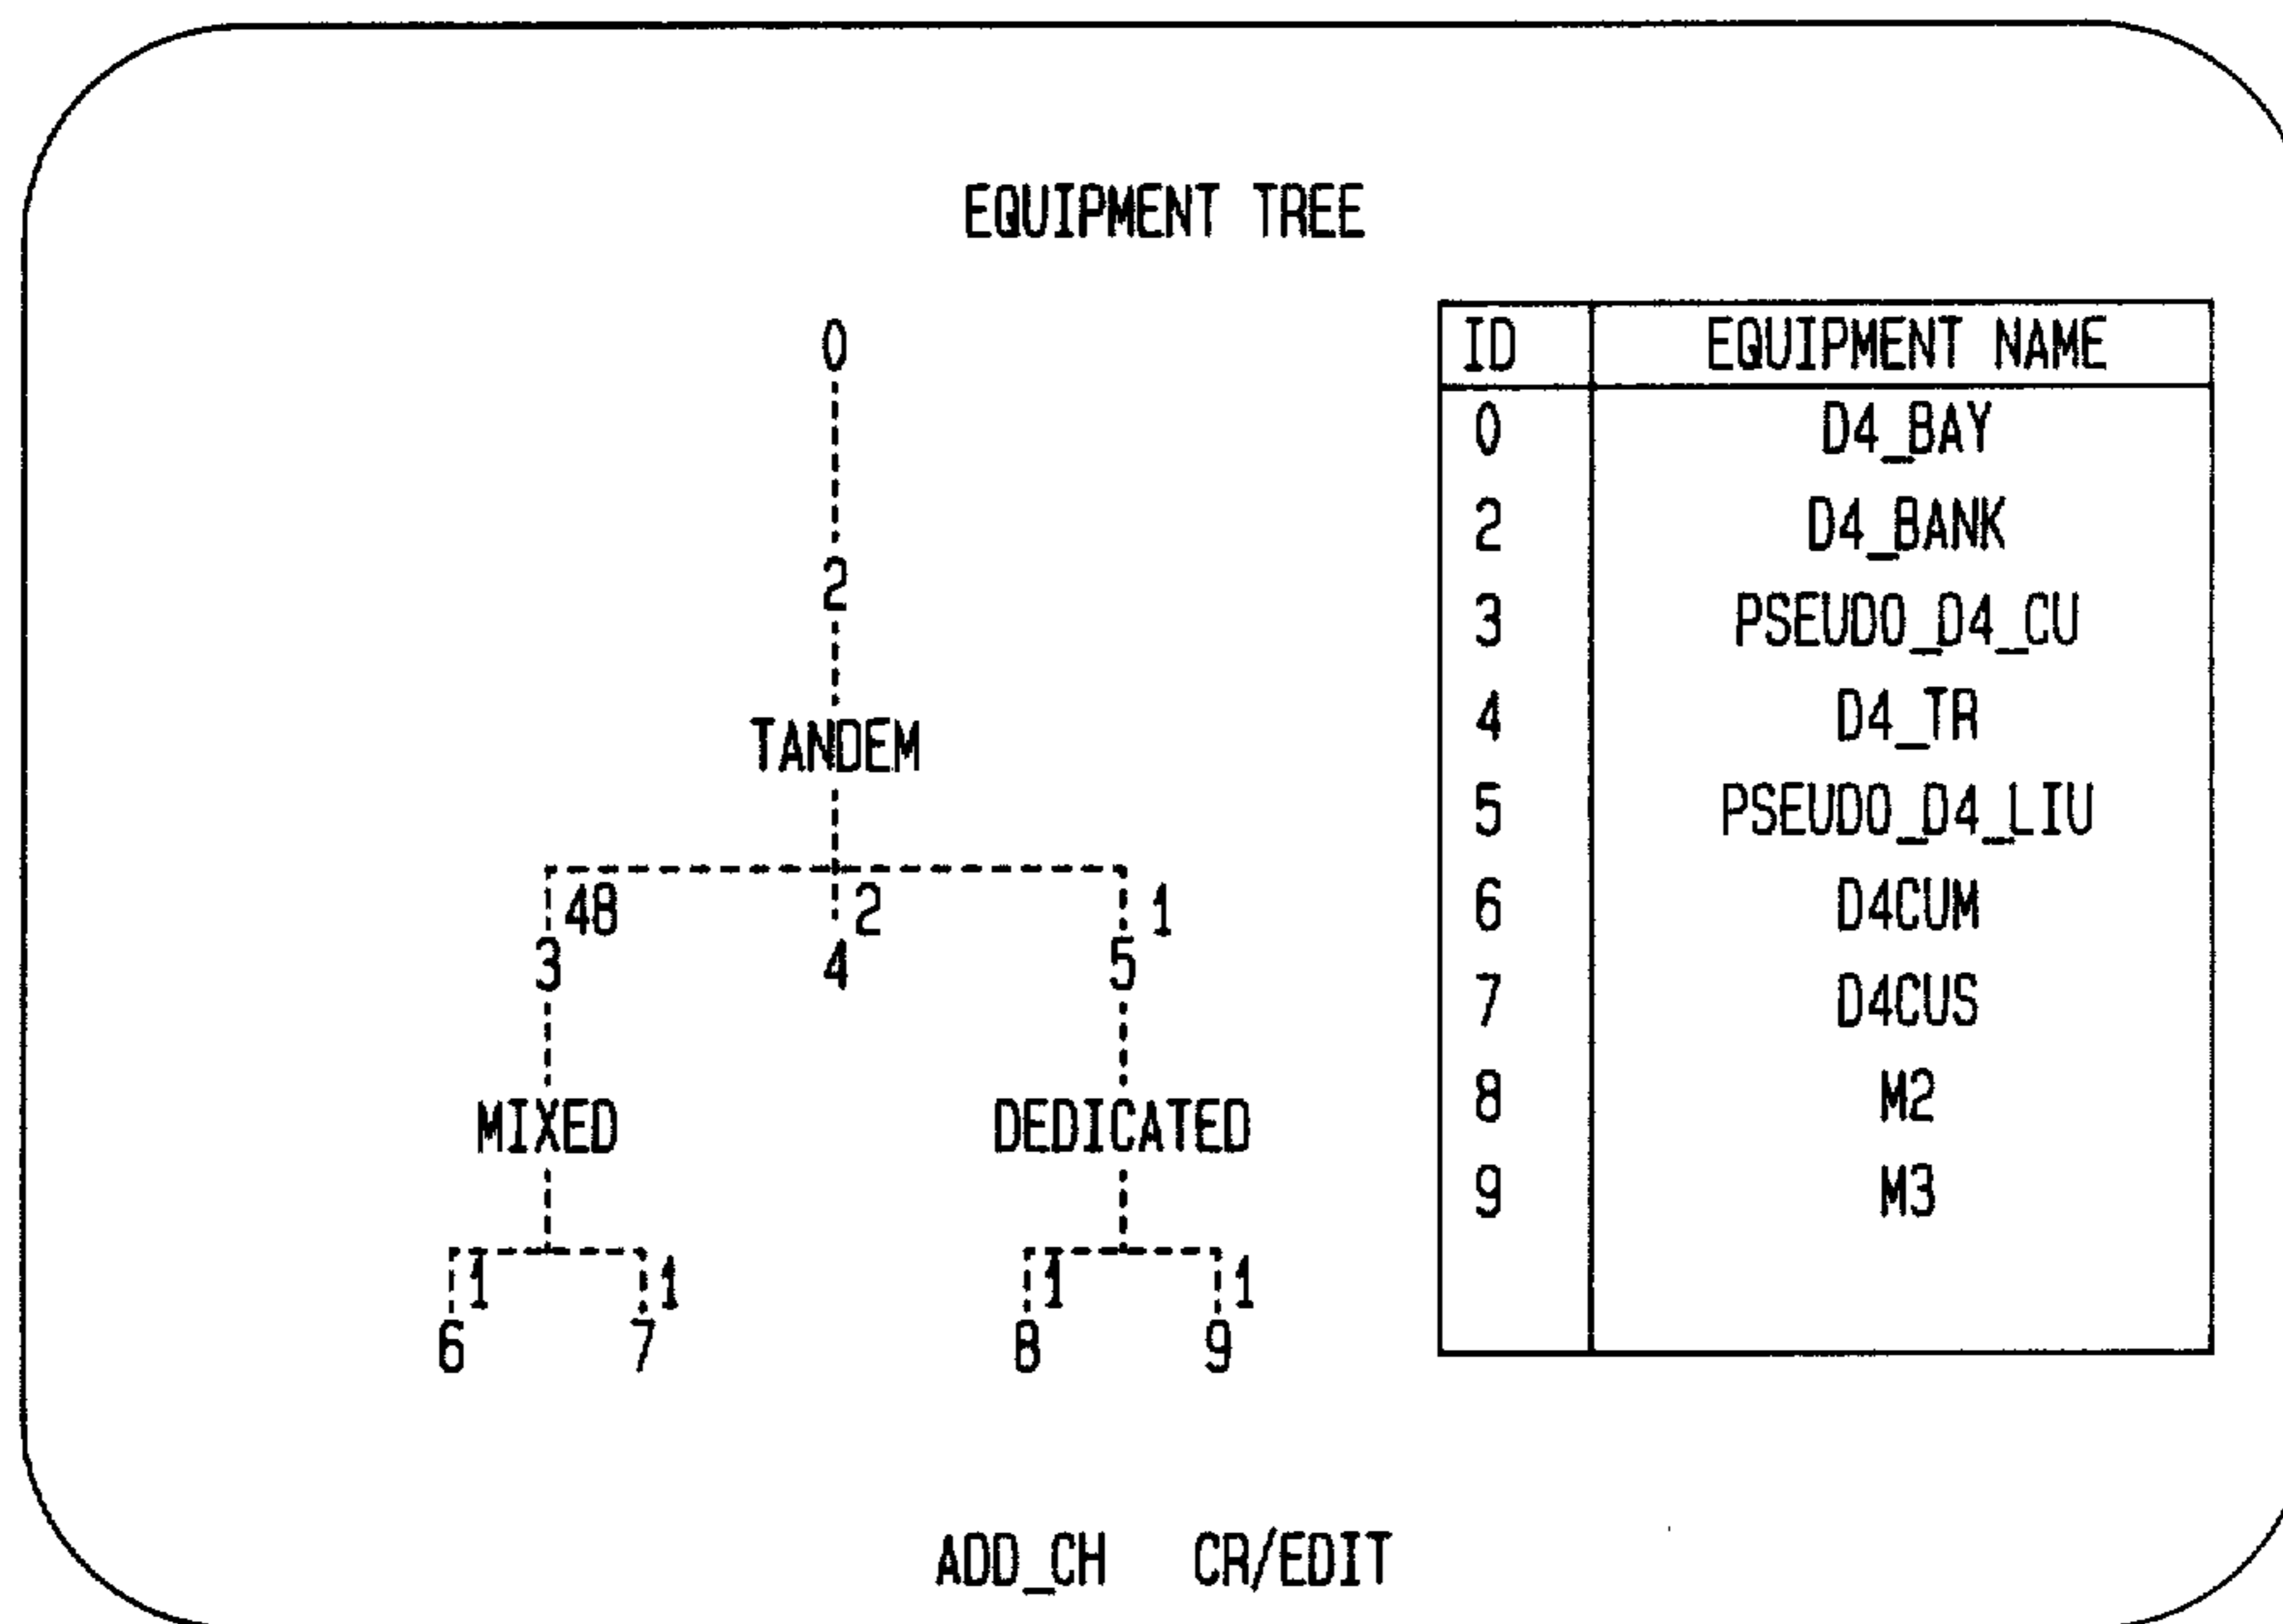 EQUIPMENT TREE
0
2
TANDEM
48 2 1
3 4 5
MIXED DEDICATED
1 1 1 1
6 7 8 9
ID EQUIPMENT NAME
0 D4_BAY
2 D4_BANK
3 PSEUDO_D4_CU
4 D4_TR
5 PSEUDO_D4_LIU
6 D4CUM
7 D4CUS
8 M2
9 M3
ADD_CH CR/EDIT